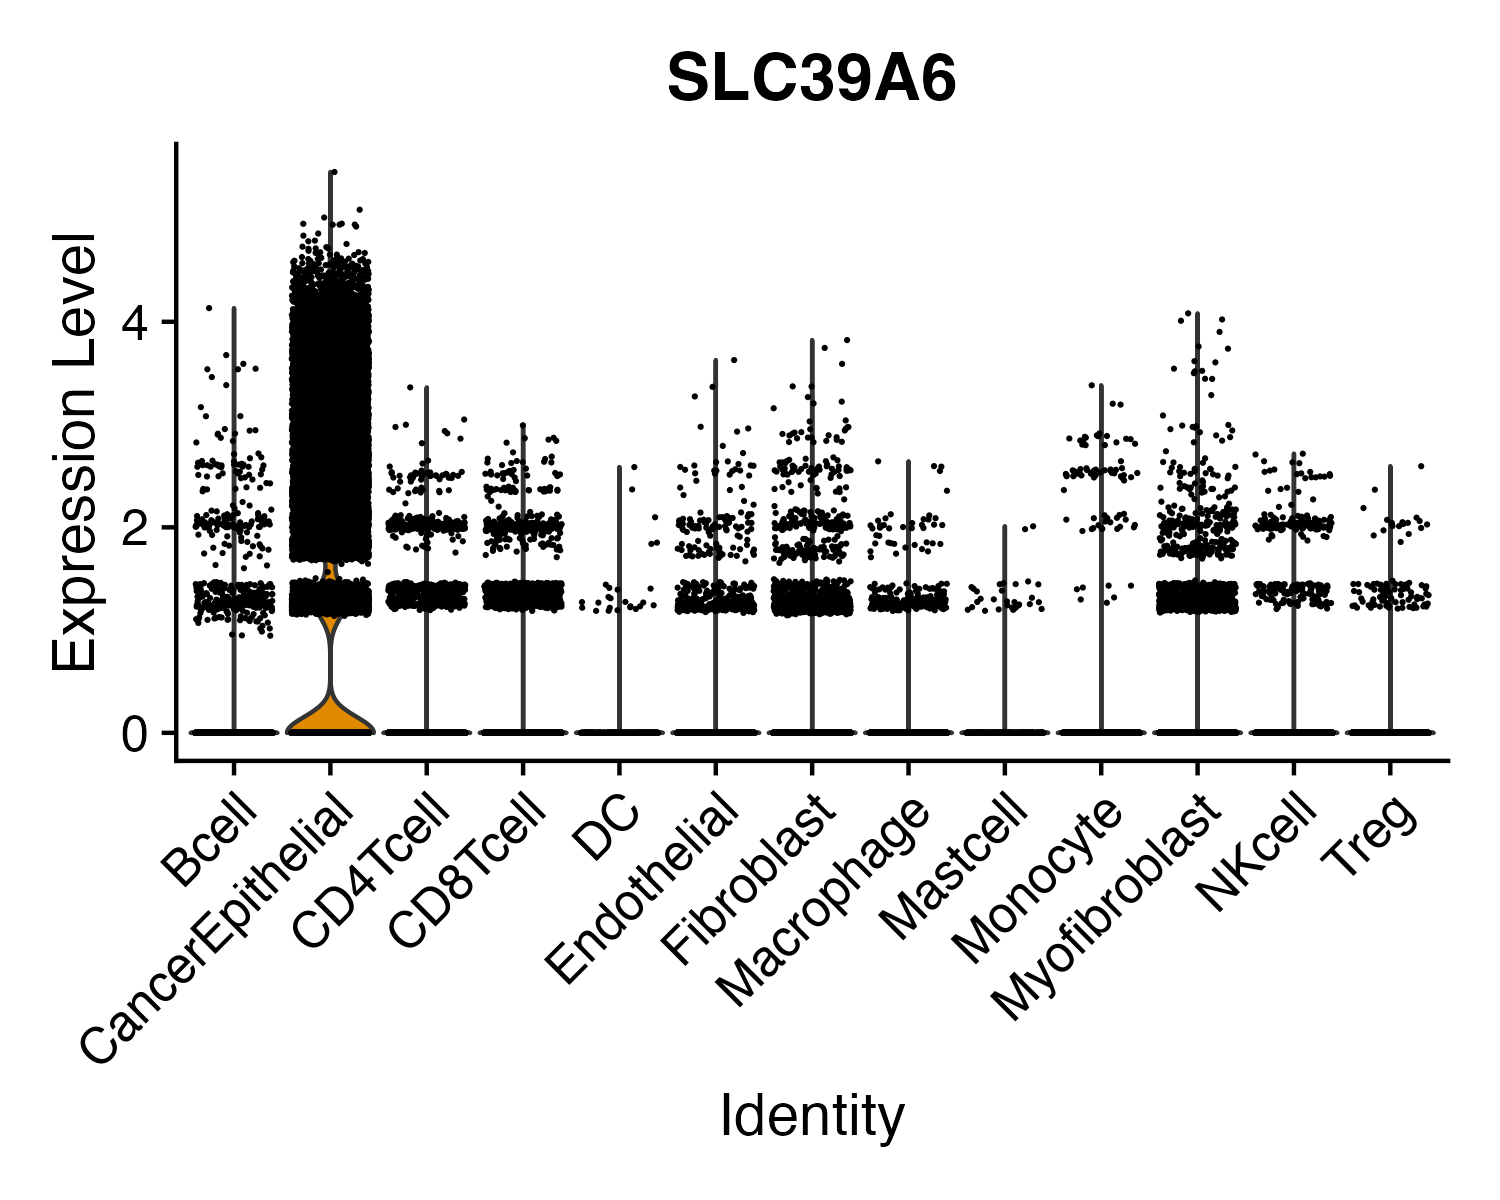 SLC39A6
Expression Level
4
2
0
Bcell
CancerEpithelial
CD4Tcell
CD8Tcell
DC
Endothelial
Fibroblast
Macrophage
Mastcell
Monocyte
Myofibroblast
NKcell
Treg
Identity